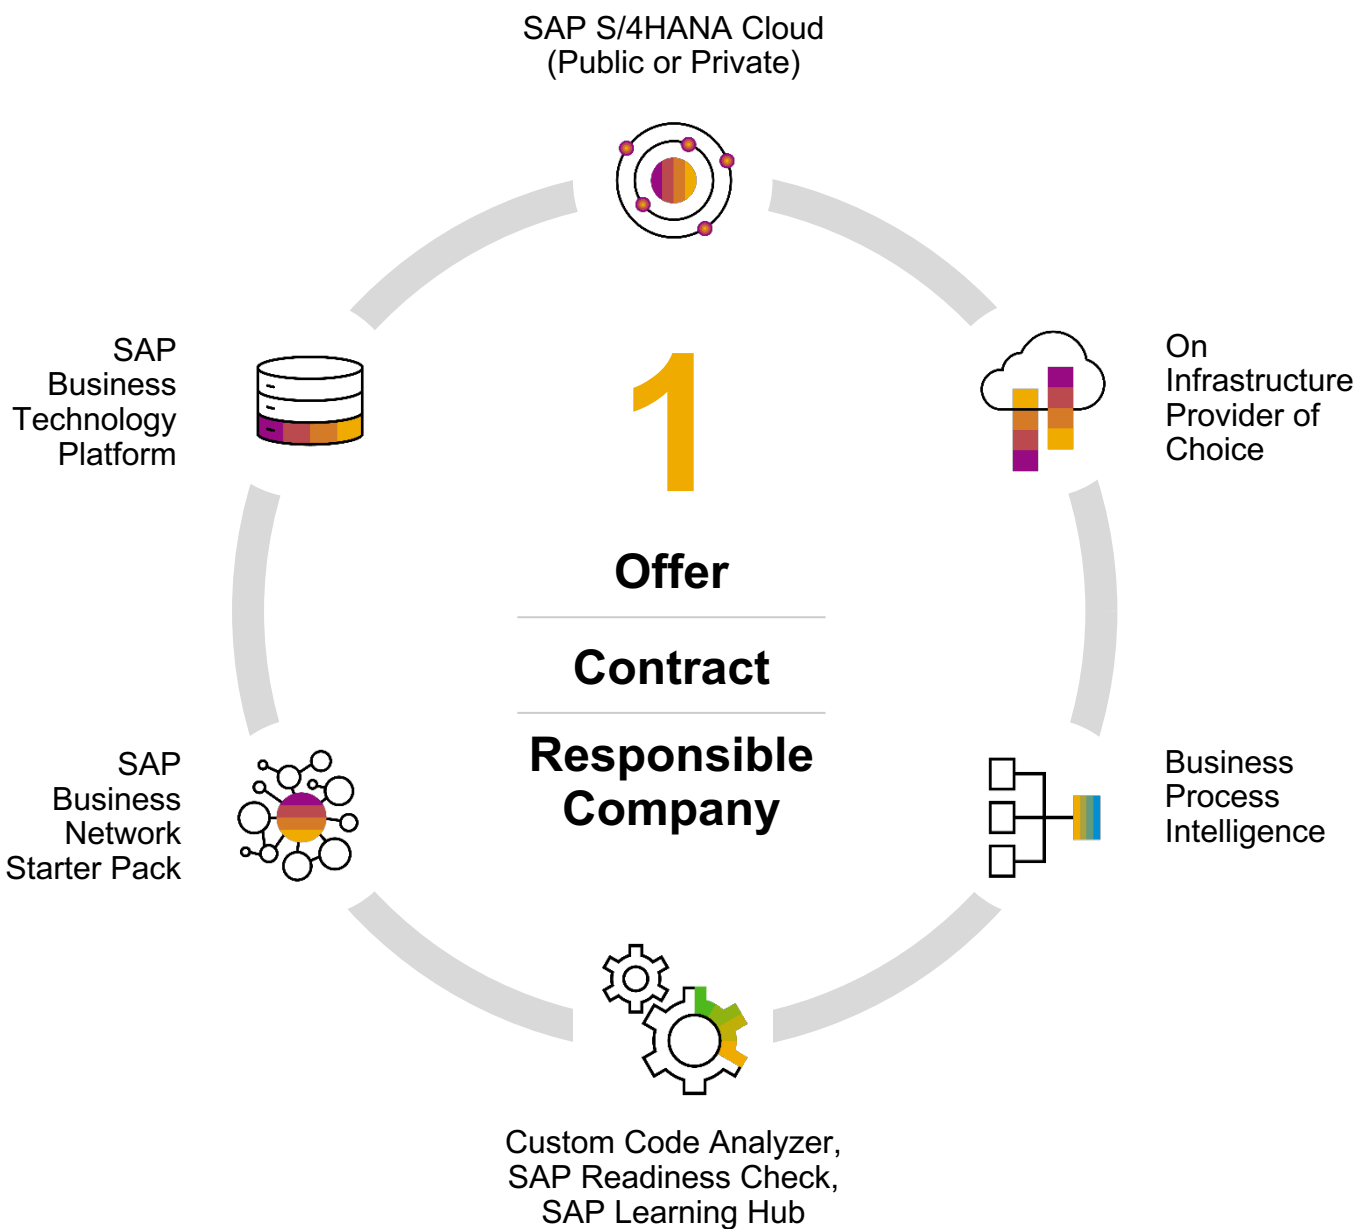 SAP S/4HANA Cloud
(Public or Private)
SAP
Business
Technology
Platform
1
On
Infrastructure
Provider of
Choice
Offer
Contract
Responsible
Company
SAP
Business
Network
Starter Pack
Business
Process
Intelligence
Custom Code Analyzer,
SAP Readiness Check,
SAP Learning Hub